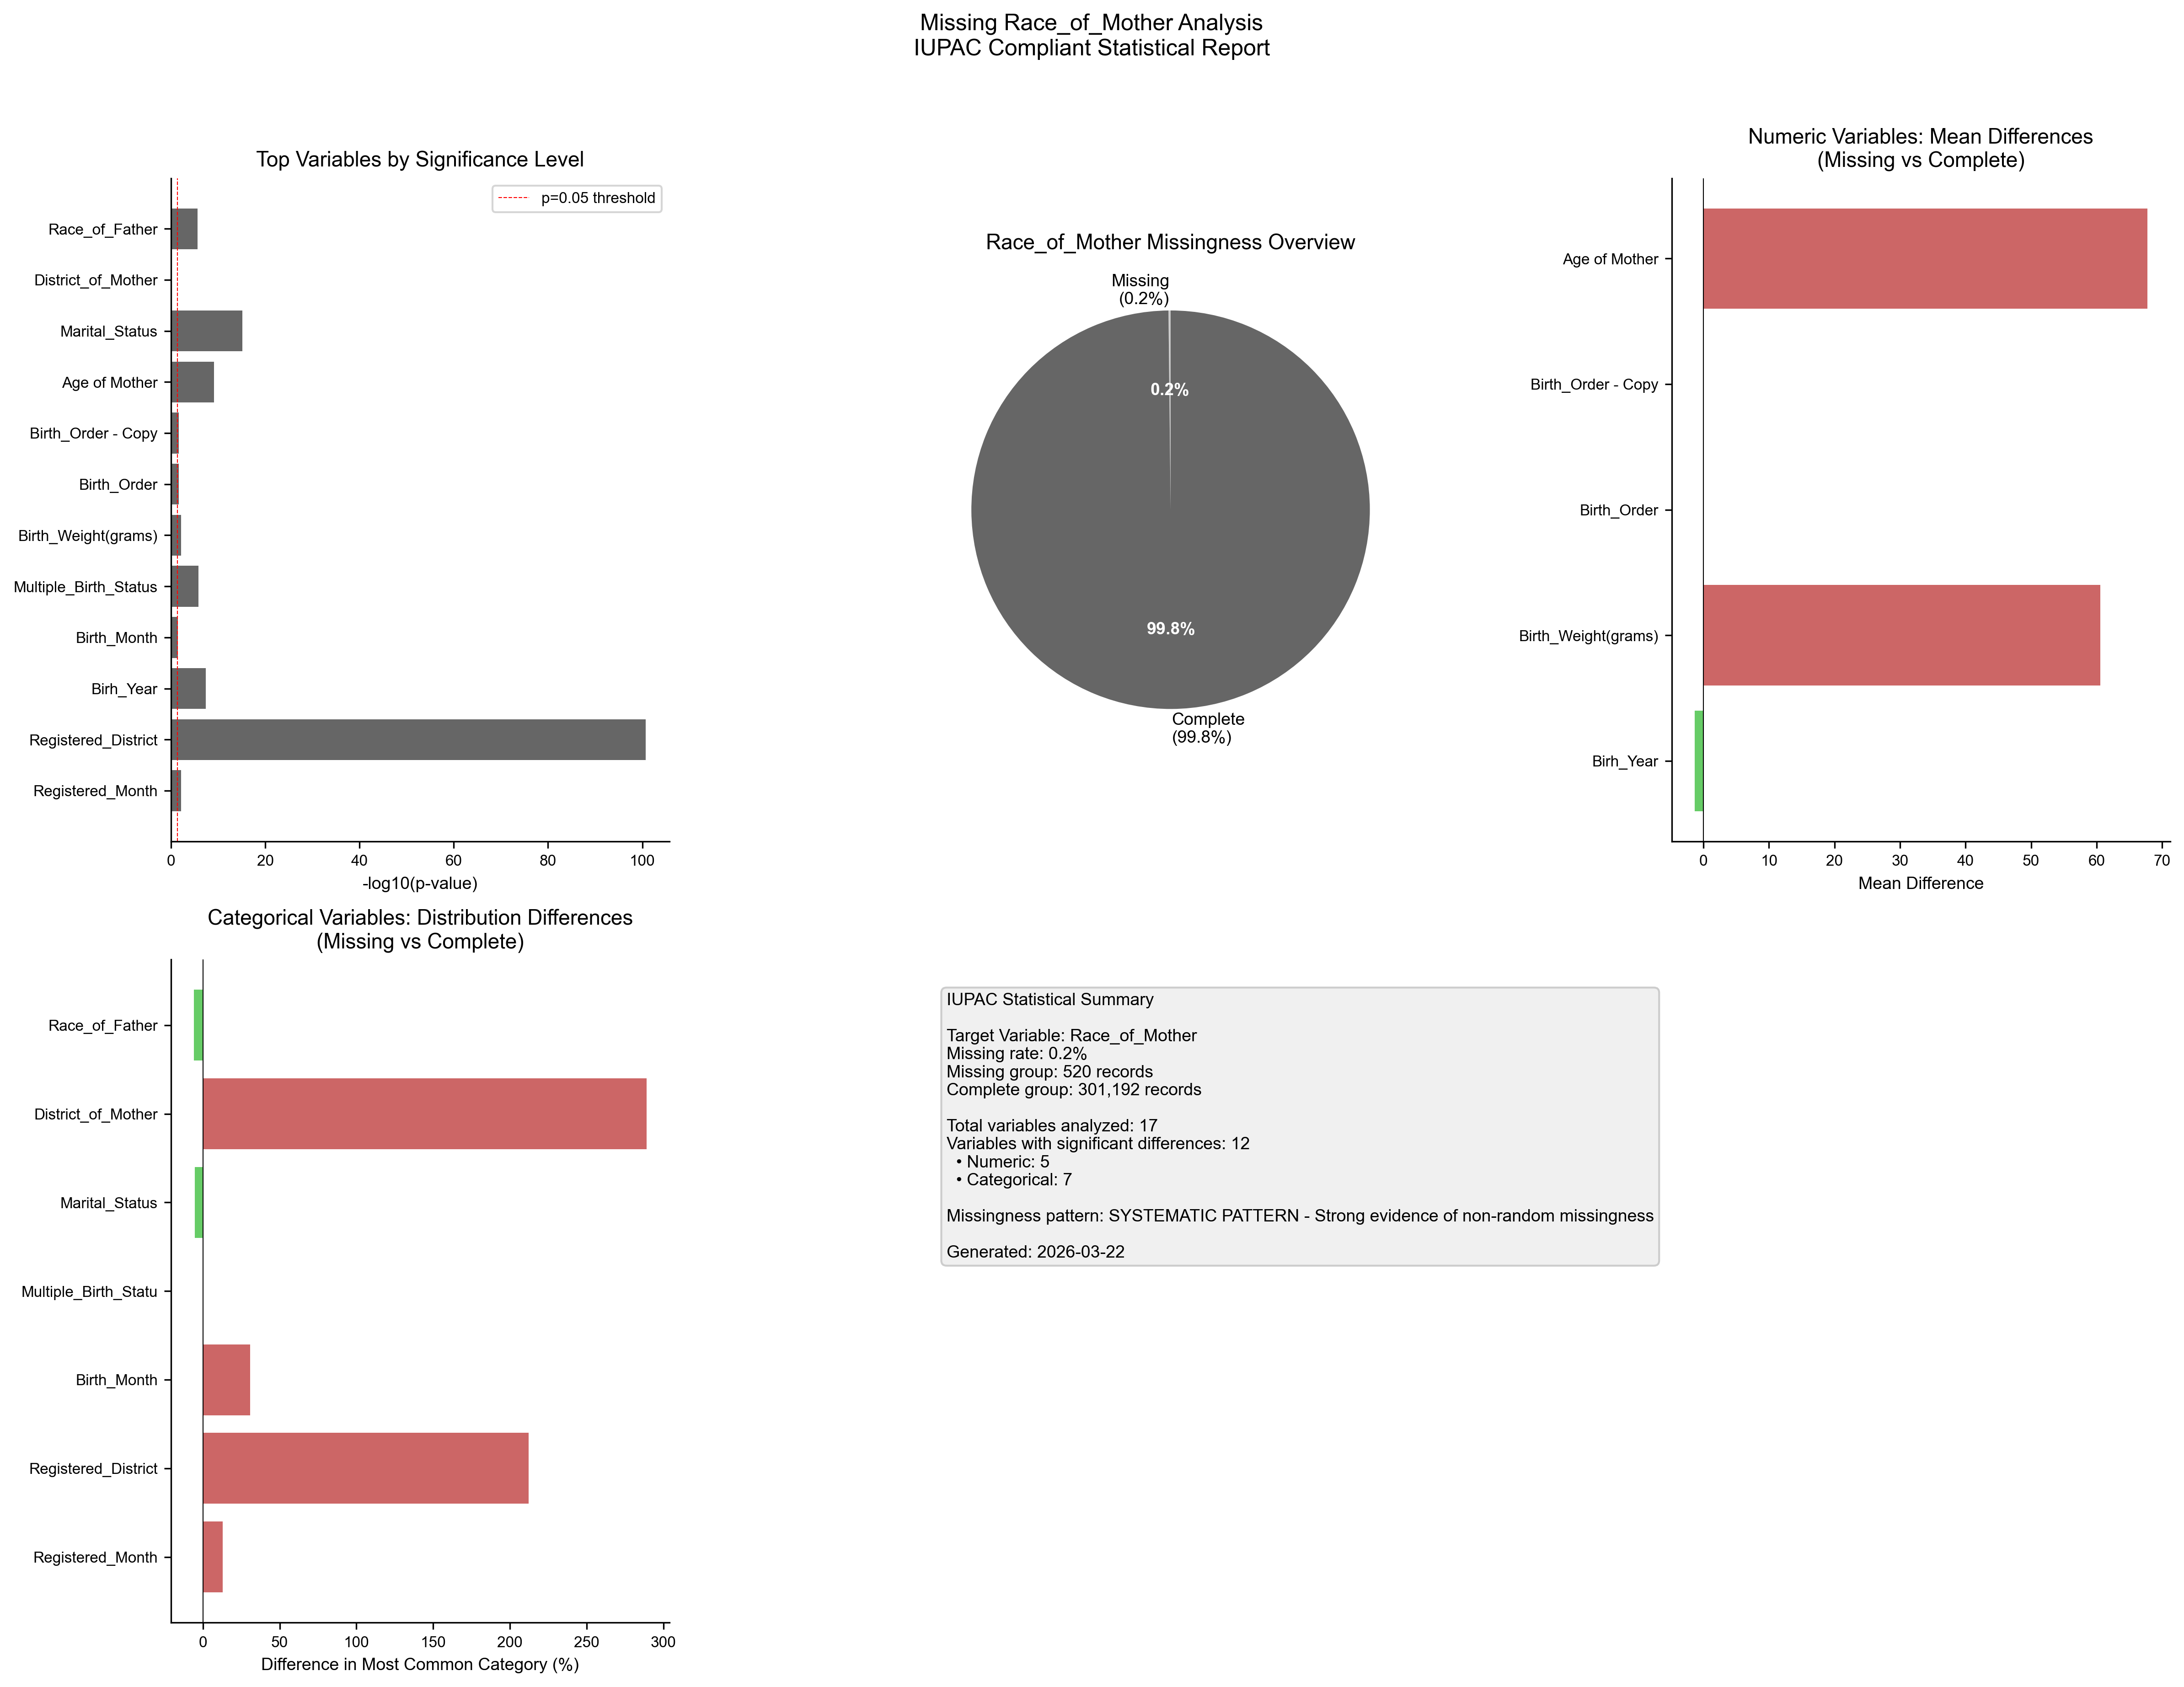 Missing Race_of_Mother Analysis
IUPAC Compliant Statistical Report
Top Variables by Significance Level
p=0.05 threshold
Race_of_Father
District_of_Mother
Marital_Status
Age of Mother
Birth_Order - Copy
Birth_Order
Birth_Weight(grams)
Multiple_Birth_Status
Birth_Month
Birh_Year
Registered_District
Registered_Month
0 20 40 60 80 100
-log10(p-value)
Race_of_Mother Missingness Overview
Missing
(0.2%)
0.2%
99.8%
Complete
(99.8%)
Numeric Variables: Mean Differences
(Missing vs Complete)
Age of Mother
Birth_Order - Copy
Birth_Order
Birth_Weight(grams)
Birh_Year
0 10 20 30 40 50 60 70
Mean Difference
Categorical Variables: Distribution Differences
(Missing vs Complete)
Race_of_Father
District_of_Mother
Marital_Status
Multiple_Birth_Statu
Birth_Month
Registered_District
Registered_Month
0 50 100 150 200 250 300
Difference in Most Common Category (%)
IUPAC Statistical Summary
Target Variable: Race_of_Mother
Missing rate: 0.2%
Missing group: 520 records
Complete group: 301,192 records
Total variables analyzed: 17
Variables with significant differences: 12
• Numeric: 5
• Categorical: 7
Missingness pattern: SYSTEMATIC PATTERN - Strong evidence of non-random missingness
Generated: 2026-03-22